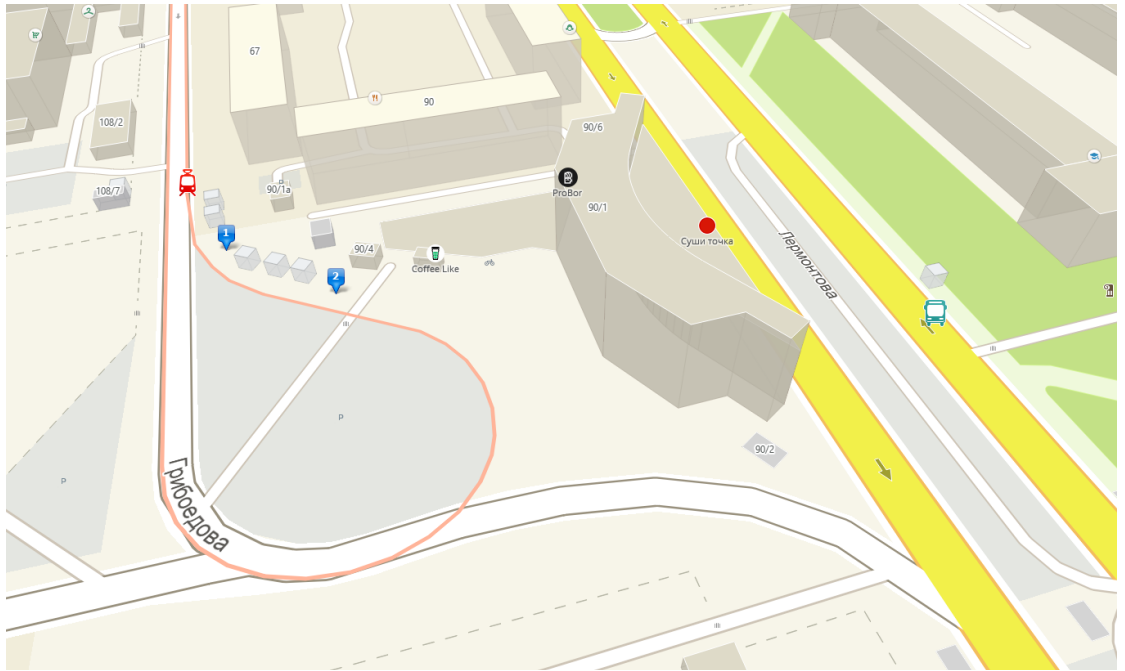 67
90
108/2
90/6
108/7
90/1а
ProBor
90/1
1
Суши точка
90/4
Coffee Like
2
Лермонтова
P
90/2
P
Грибоедова